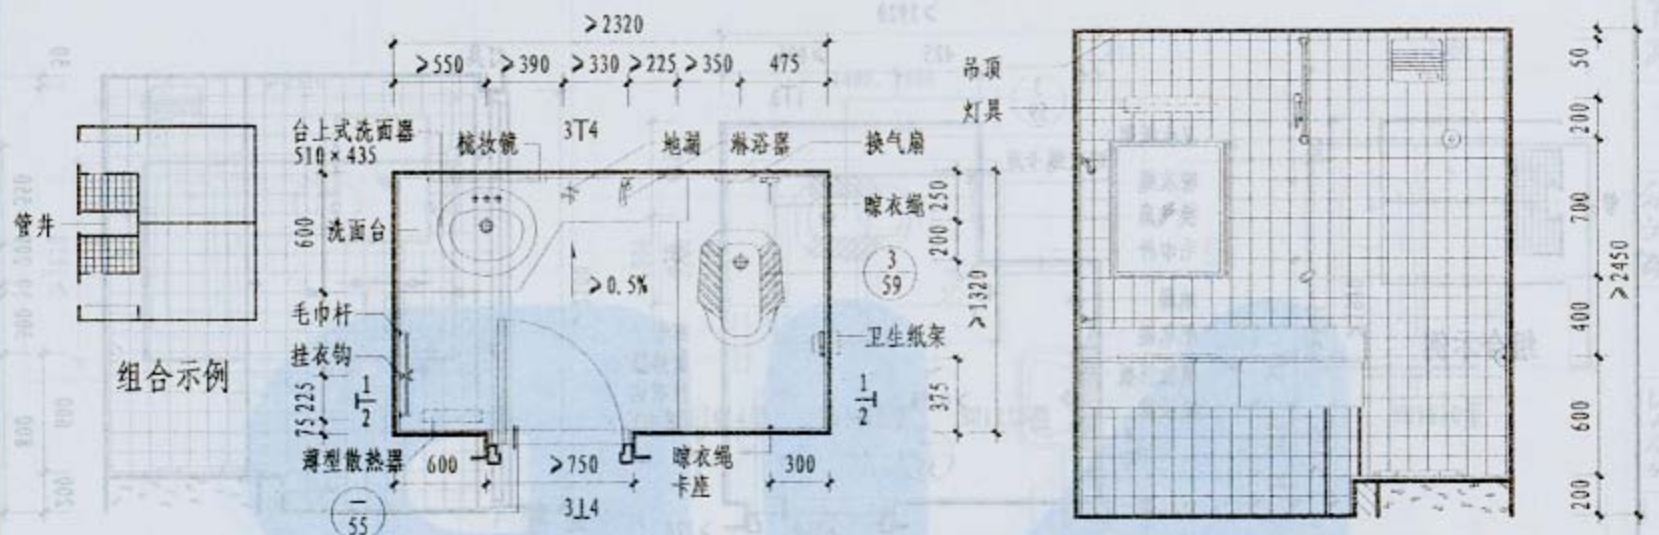 ≥2320
≥550 ≥390 ≥330 ≥225 ≥350 475
台上式洗面器
510×435
梳妆镜
3┬4
地漏
淋浴器
换气扇
管井
组合示例
600
洗面台
≥0.5%
晾衣绳
250
200
3
59
≥1320
毛巾杆
挂衣钩
225
75
1
2
卫生纸架
375
1
2
薄型散热器
600
≥750
晾衣绳
卡座
300
—
55
3┴4
吊顶
灯具
50
200
700
400
600
200
≥2450